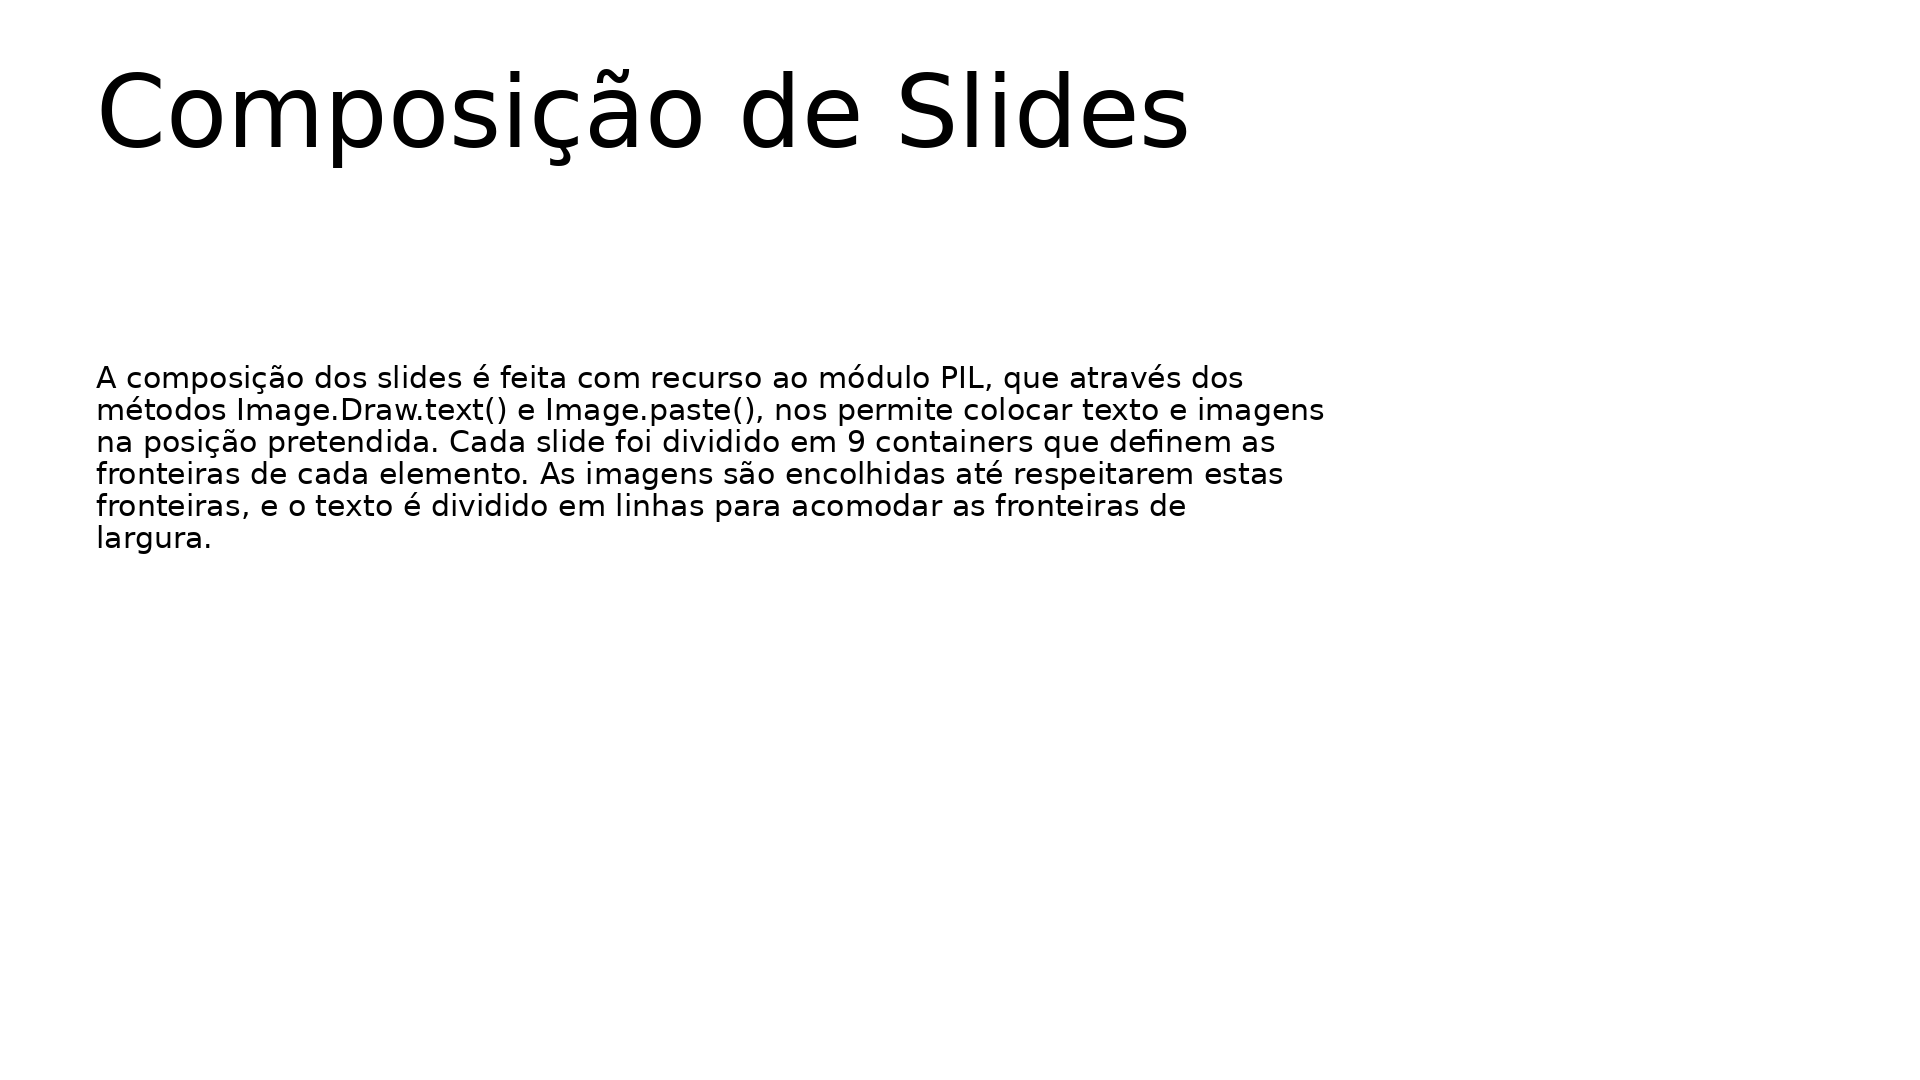 Composição de Slides
A composição dos slides é feita com recurso ao módulo PIL, que através dos
métodos Image.Draw.text() e Image.paste(), nos permite colocar texto e imagens
na posição pretendida. Cada slide foi dividido em 9 containers que definem as
fronteiras de cada elemento. As imagens são encolhidas até respeitarem estas
fronteiras, e o texto é dividido em linhas para acomodar as fronteiras de
largura.